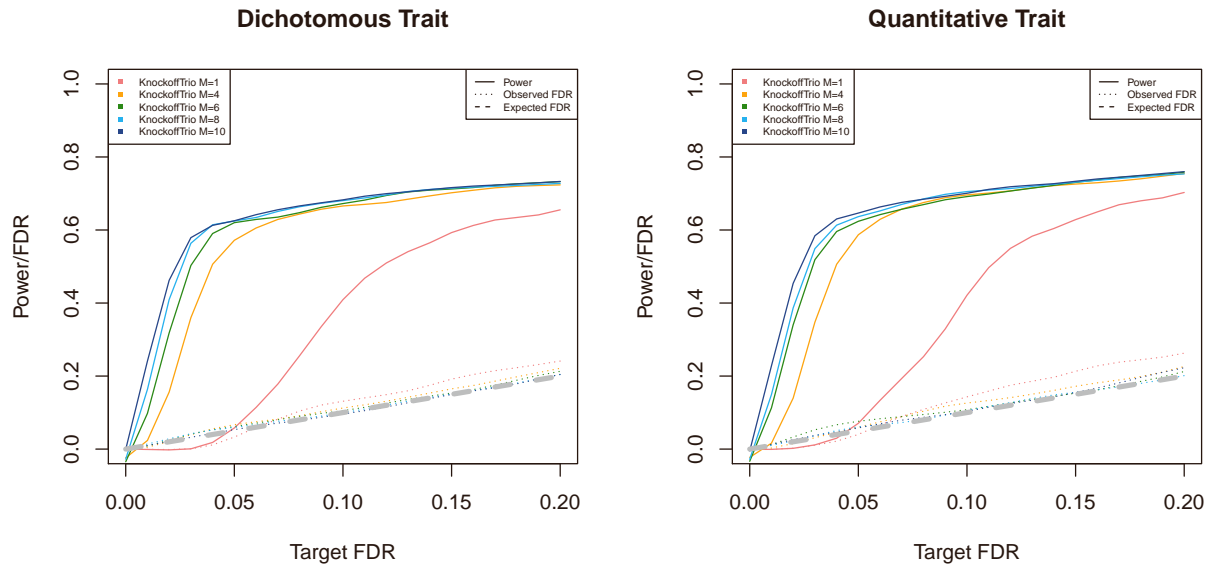 Dichotomous Trait
KnockoffTrio M=1
KnockoffTrio M=4
KnockoffTrio M=6
KnockoffTrio M=8
KnockoffTrio M=10
Power
Observed FDR
Expected FDR
1.0
0.8
0.6
0.4
0.2
0.0
Power/FDR
0.00 0.05 0.10 0.15 0.20
Target FDR
Quantitative Trait
KnockoffTrio M=1
KnockoffTrio M=4
KnockoffTrio M=6
KnockoffTrio M=8
KnockoffTrio M=10
Power
Observed FDR
Expected FDR
1.0
0.8
0.6
0.4
0.2
0.0
Power/FDR
0.00 0.05 0.10 0.15 0.20
Target FDR